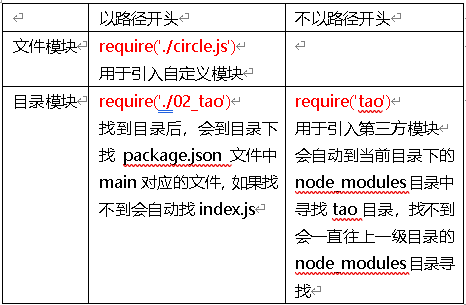 以路径开头 不以路径开头
文件模块 require('./circle.js')
用于引入自定义模块
目录模块 require('./02_tao') require('tao')
找到目录后，会到目录下 用于引入第三方模块
找 package.json 文件中 会自动到当前目录下的
main 对应的文件, 如果找 node_modules 目录中
不到会自动找 index.js 寻找 tao 目录，找不到
会一直往上一级目录的
node_modules 目录寻
找